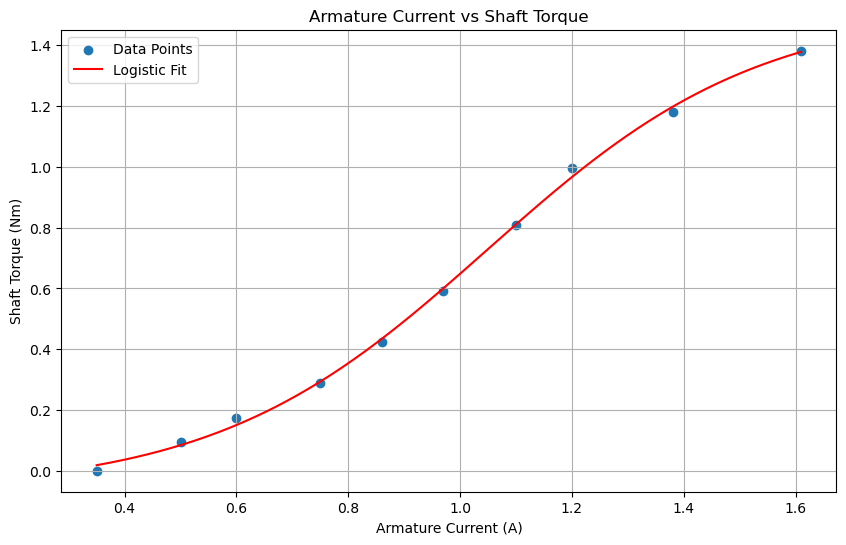 Armature Current vs Shaft Torque
Data Points
Logistic Fit
Shaft Torque (Nm)
1.4
1.2
1.0
0.8
0.6
0.4
0.2
0.0
0.4 0.6 0.8 1.0 1.2 1.4 1.6
Armature Current (A)